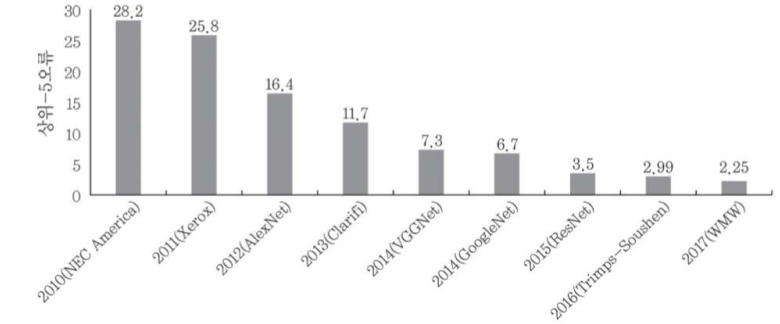 상위-5오류
30
25
20
15
10
5
0
28.2
25.8
16.4
11.7
7.3
6.7
3.5
2.99
2.25
2010(NEC America)
2011(Xerox)
2012(AlexNet)
2013(Clarifi)
2014(VGGNet)
2014(GoogleNet)
2015(ResNet)
2016(Trimps-Soushen)
2017(WMW)